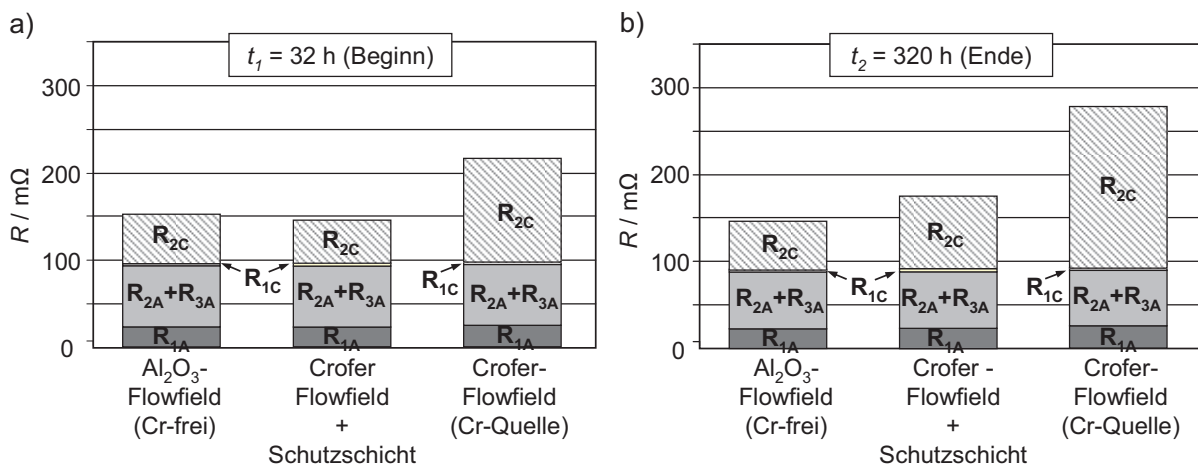 a)
t₁ = 32 h (Beginn)
R / mΩ
300
200
100
0
R₂C
R₂C
R₂C
R₁C
R₁C
R₂A+R₃A
R₂A+R₃A
R₂A+R₃A
R₁A
R₁A
R₁A
Al₂O₃-
Flowfield
(Cr-frei)
Crofer
Flowfield
+
Schutzschicht
Crofer-
Flowfield
(Cr-Quelle)
b)
t₂ = 320 h (Ende)
R / mΩ
300
200
100
0
R₂C
R₂C
R₂C
R₁C
R₁C
R₂A+R₃A
R₂A+R₃A
R₂A+R₃A
R₁A
R₁A
R₁A
Al₂O₃-
Flowfield
(Cr-frei)
Crofer -
Flowfield
+
Schutzschicht
Crofer-
Flowfield
(Cr-Quelle)